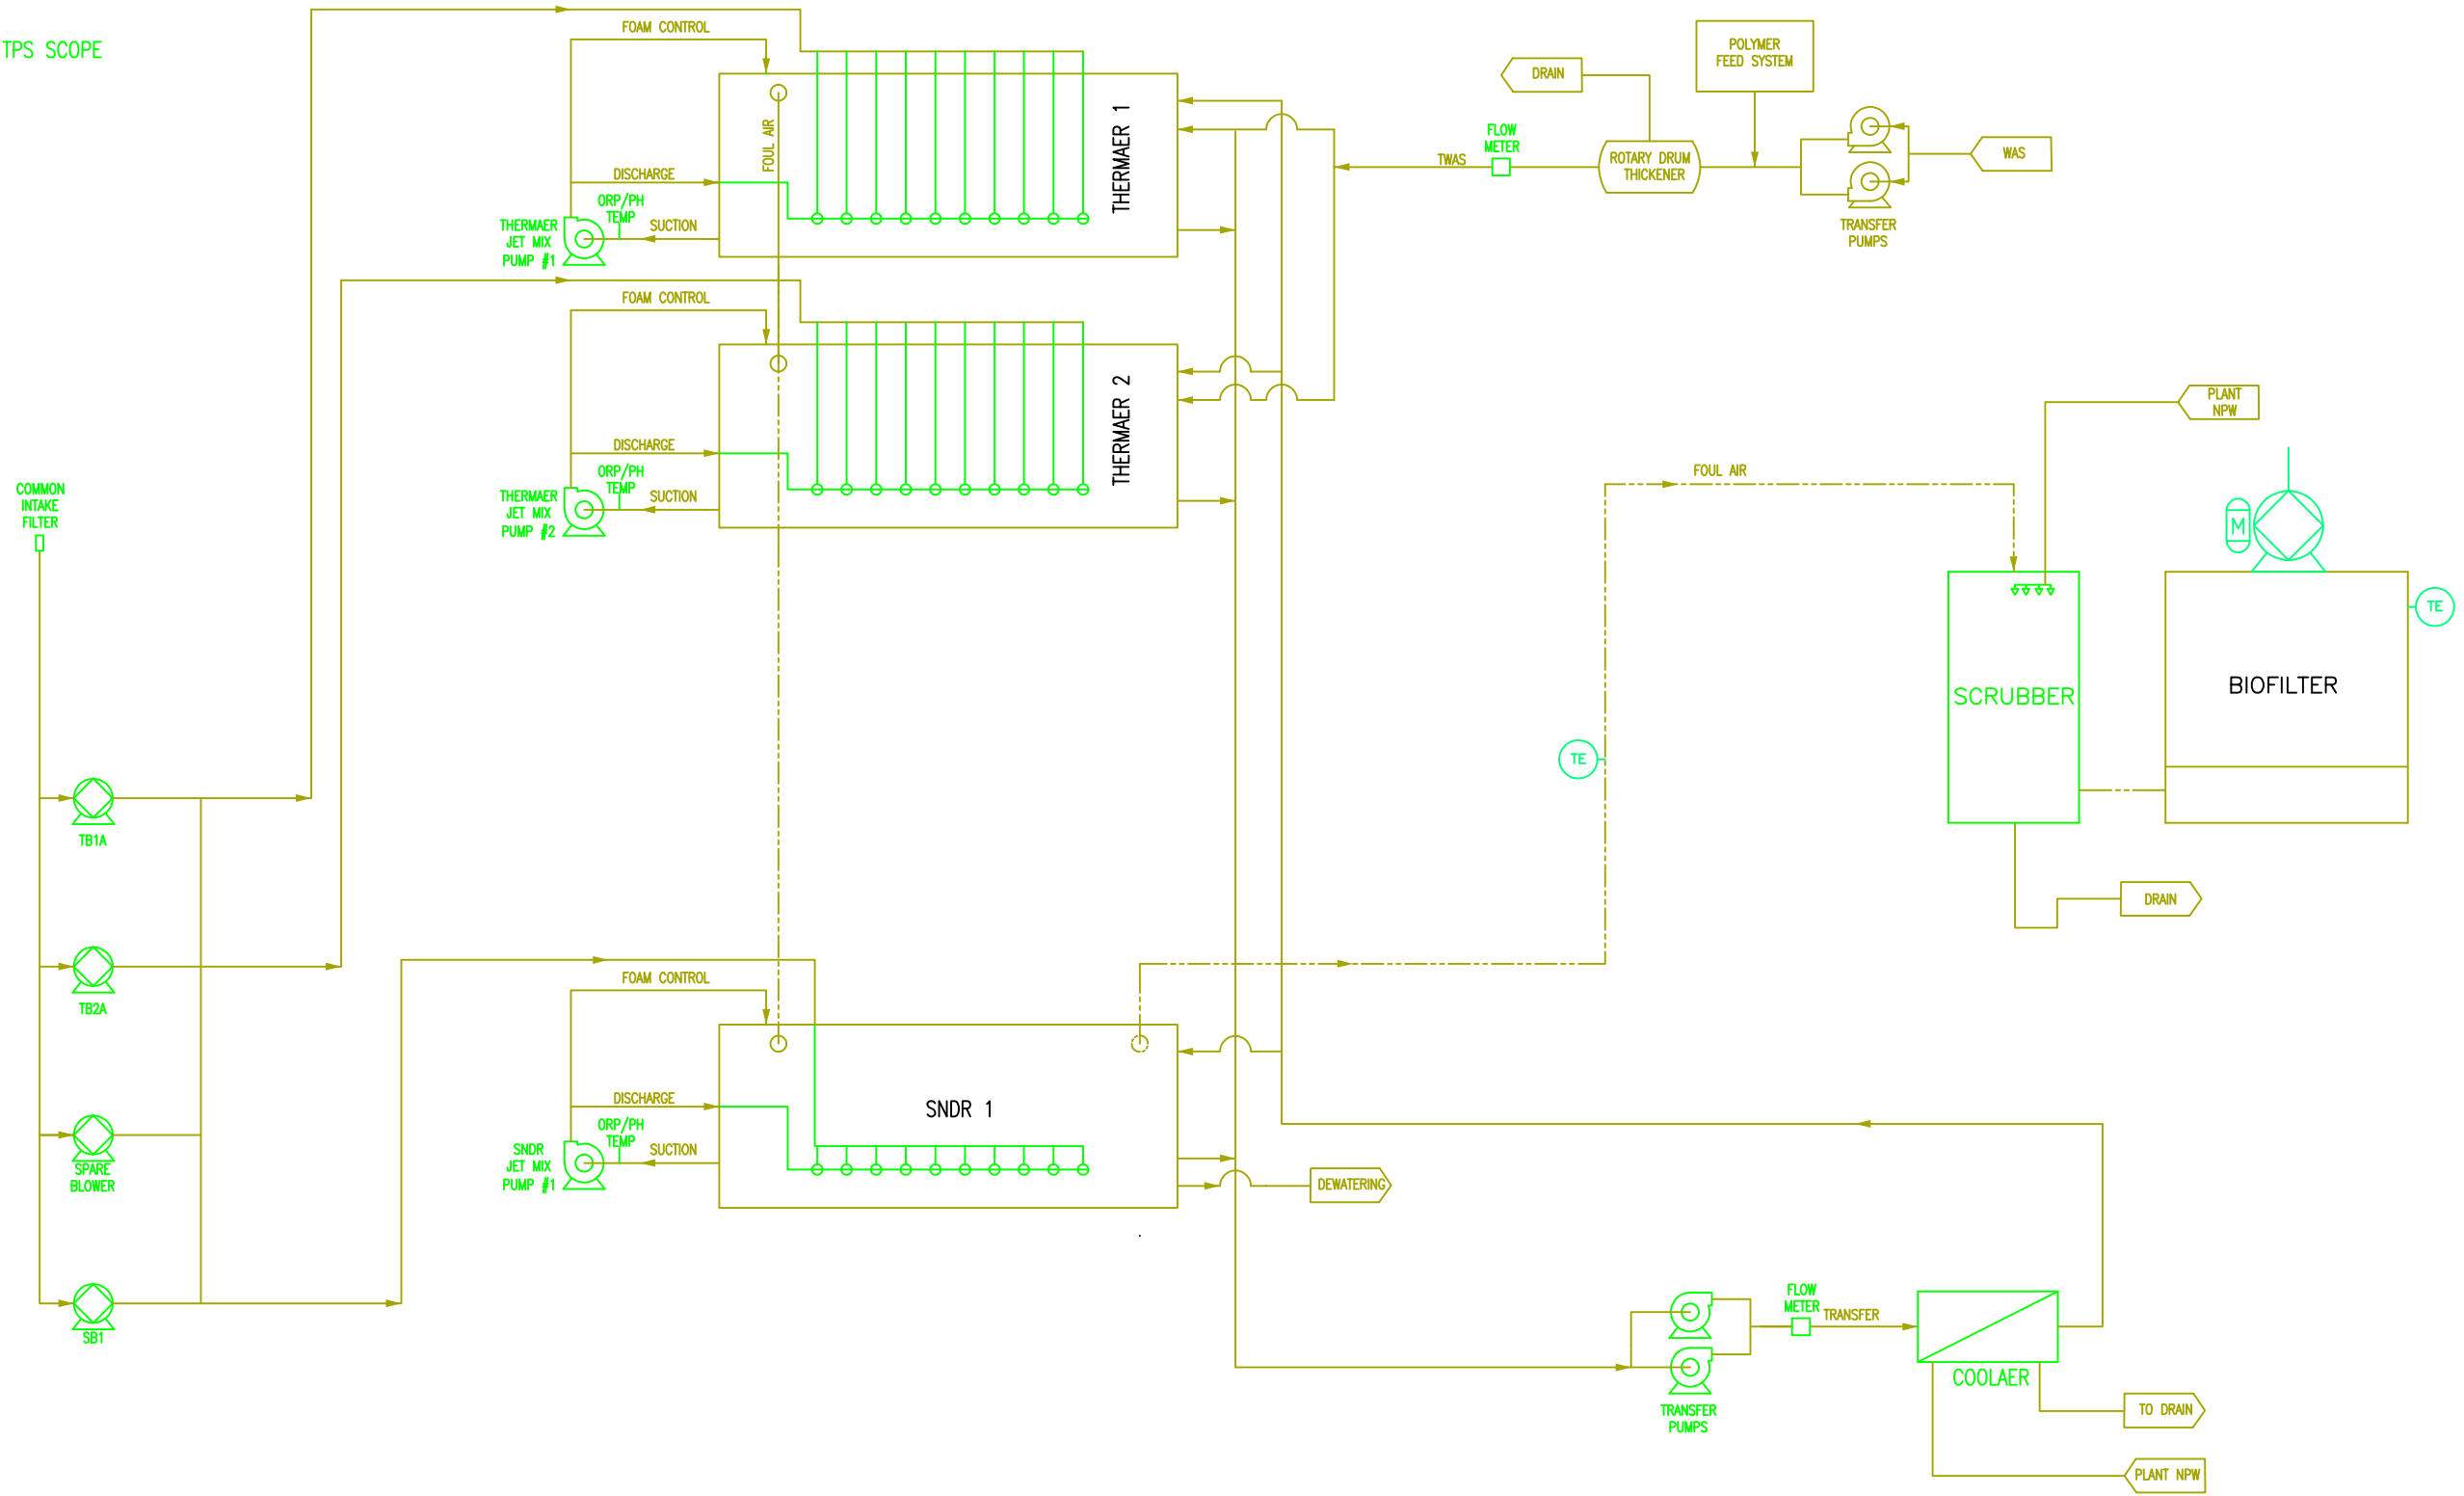 TPS SCOPE
FOAM CONTROL
FOUL AIR
DISCHARGE
ORP/PH
TEMP
SUCTION
THERMAER
JET MIX
PUMP #1
THERMAER 1
DRAIN
POLYMER
FEED SYSTEM
FLOW
METER
TWAS
ROTARY DRUM
THICKENER
WAS
TRANSFER
PUMPS
FOAM CONTROL
DISCHARGE
ORP/PH
TEMP
SUCTION
THERMAER
JET MIX
PUMP #2
THERMAER 2
PLANT
NPW
FOUL AIR
COMMON
INTAKE
FILTER
M
TE
SCRUBBER
BIOFILTER
TE
TB1A
DRAIN
TB2A
FOAM CONTROL
DISCHARGE
ORP/PH
TEMP
SUCTION
SNDR
JET MIX
PUMP #1
SNDR 1
SPARE
BLOWER
DEWATERING
SB1
FLOW
METER
TRANSFER
COOLAER
TRANSFER
PUMPS
TO DRAIN
PLANT NPW